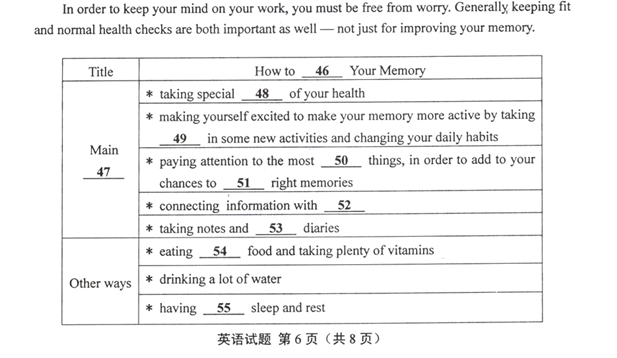 In order to keep your mind on your work, you must be free from worry. Generally, keeping fit
and normal health checks are both important as well — not just for improving your memory.
Title
How to 46 Your Memory
Main
47
* taking special 48 of your health
* making yourself excited to make your memory more active by taking
49 in some new activities and changing your daily habits
* paying attention to the most 50 things, in order to add to your
chances to 51 right memories
* connecting information with 52
* taking notes and 53 diaries
Other ways
* eating 54 food and taking plenty of vitamins
* drinking a lot of water
* having 55 sleep and rest
英语试题 第 6 页（共 8 页）